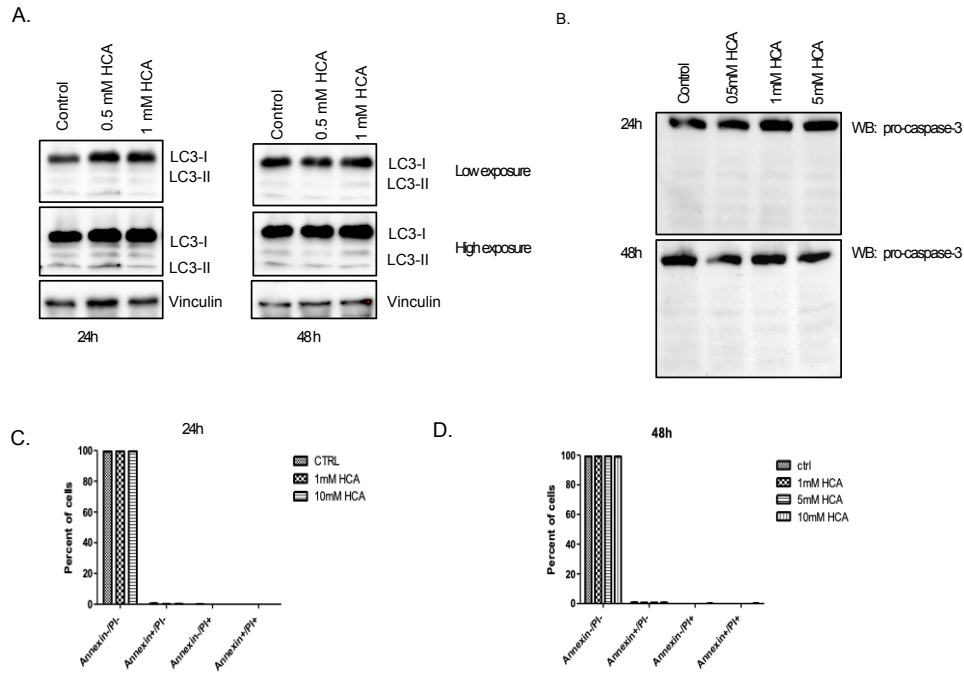 A.
Control
0.5 mM HCA
1 mM HCA
LC3-I
LC3-II
LC3-I
LC3-II
Vinculin
24h
Control
0.5 mM HCA
1 mM HCA
LC3-I
LC3-II
Low exposure
LC3-I
LC3-II
High exposure
Vinculin
48h
B.
Control
0.5mM HCA
1mM HCA
5mM HCA
24h
WB: pro-caspase-3
48h
WB: pro-caspase-3
C.
24h
Percent of cells
100
80
60
40
20
0
Annexin-/PI-
Annexin+/PI-
Annexin-/PI+
Annexin+/PI+
CTRL
1mM HCA
10mM HCA
D.
48h
Percent of cells
100
80
60
40
20
0
Annexin-/PI-
Annexin+/PI-
Annexin-/PI+
Annexin+/PI+
ctrl
1mM HCA
5mM HCA
10mM HCA